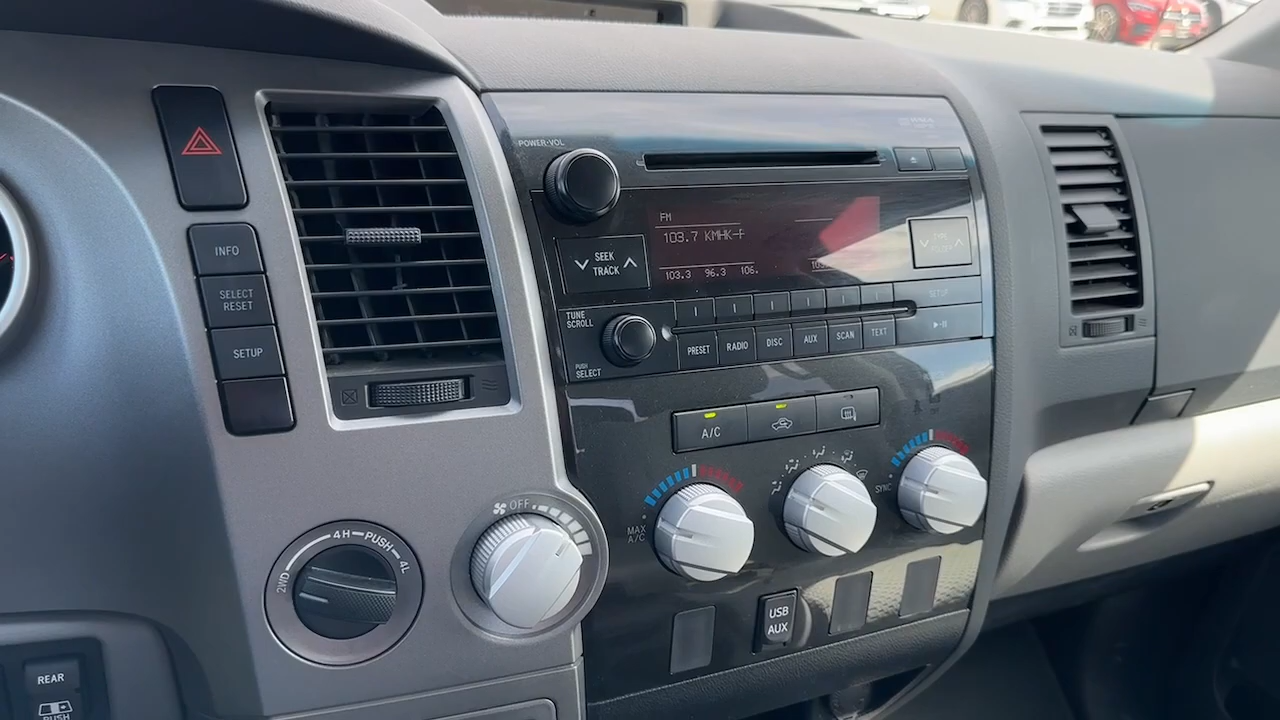 POWER·VOL
INFO
SELECT
RESET
SETUP
FM
103.7 KMHK-F
103.3 96.3 106.
SEEK
TRACK
SETUP
TUNE
SCROLL
PUSH
SELECT
PRESET RADIO DISC AUX SCAN TEXT
A/C
MAX
A/C
SYNC
OFF
2WD 4H PUSH 4L
USB
AUX
REAR
PUSH